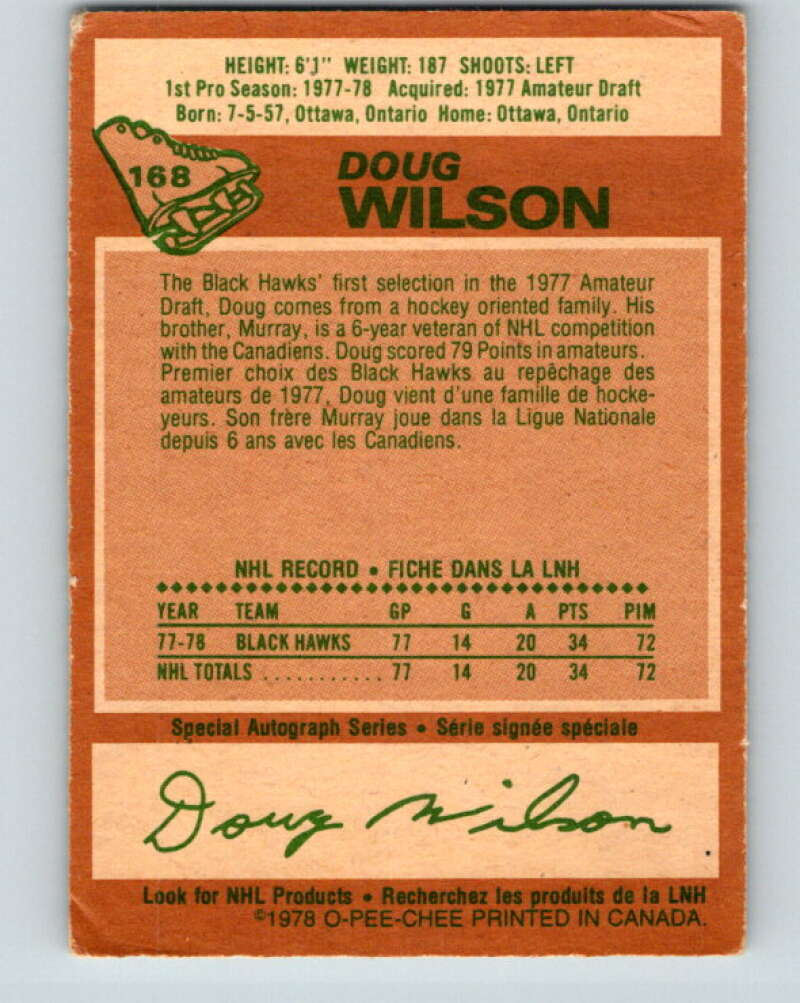 HEIGHT: 6'1" WEIGHT: 187 SHOOTS: LEFT
1st Pro Season: 1977-78 Acquired: 1977 Amateur Draft
Born: 7-5-57, Ottawa, Ontario Home: Ottawa, Ontario
168
DOUG
WILSON
The Black Hawks' first selection in the 1977 Amateur
Draft, Doug comes from a hockey oriented family. His
brother, Murray, is a 6-year veteran of NHL competition
with the Canadiens. Doug scored 79 Points in amateurs.
Premier choix des Black Hawks au repêchage des
amateurs de 1977, Doug vient d'une famille de hocke-
yeurs. Son frère Murray joue dans la Ligue Nationale
depuis 6 ans avec les Canadiens.
NHL RECORD • FICHE DANS LA LNH
YEAR TEAM GP G A PTS PIM
77-78 BLACK HAWKS 77 14 20 34 72
NHL TOTALS ........... 77 14 20 34 72
Special Autograph Series • Série signée spéciale
Doug Wilson
Look for NHL Products • Recherchez les produits de la LNH
©1978 O-PEE-CHEE PRINTED IN CANADA.